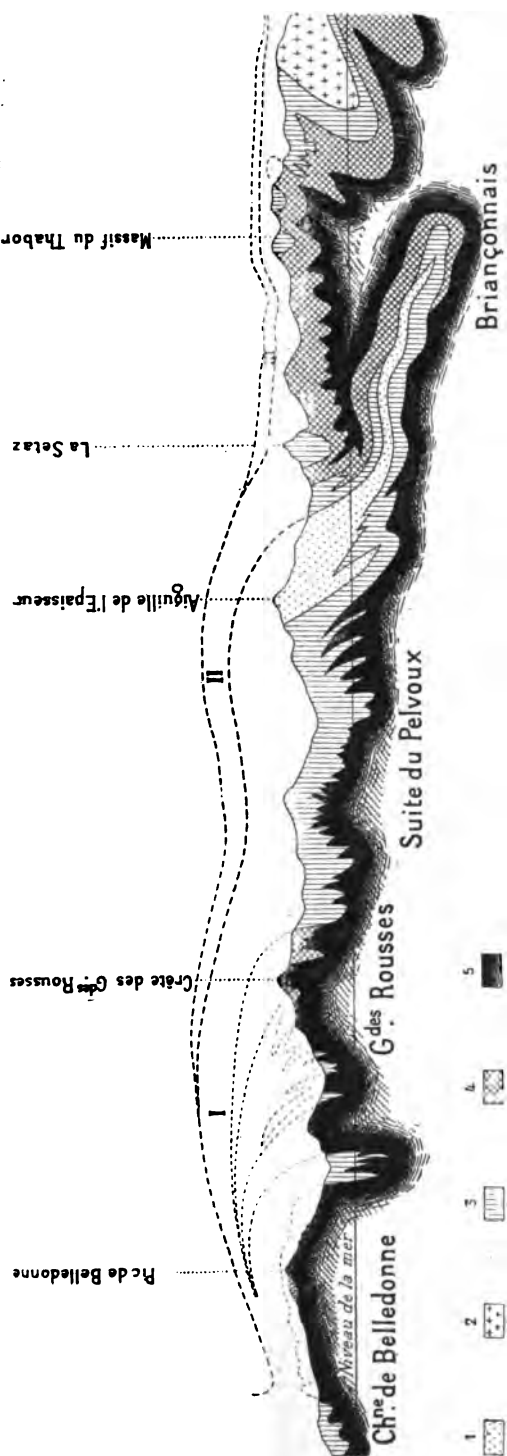 Pic de Belledonne
Crête des Gdes Rousses
Aiguille de l'Epaisseur
La Setaz
Massif du Thabor
I
II
Niveau de la mer
Chne de Belledonne
Gdes Rousses
Suite du Pelvoux
Briançonnais
1
2
3
4
5